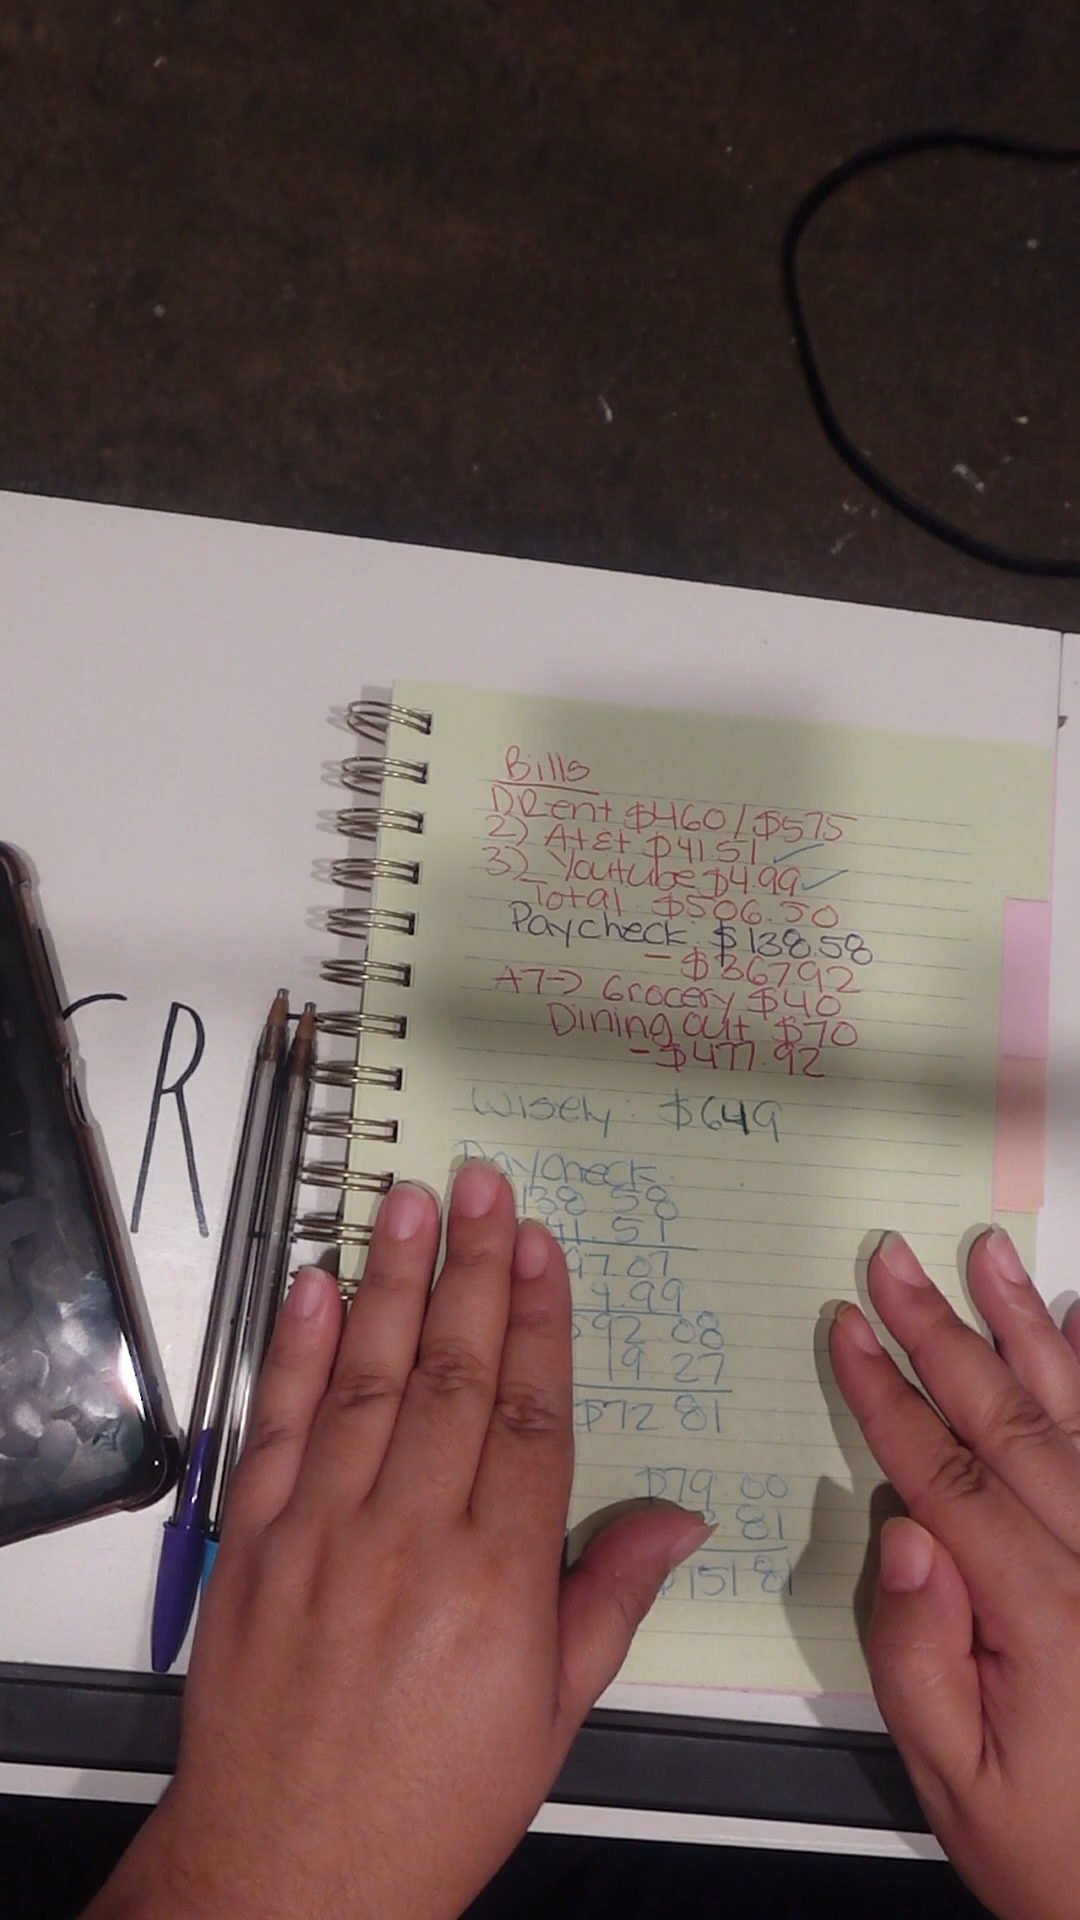 Bills
1) Rent $460/$575
2) At&t $41.51 ✓
3) Youtube $4.99 ✓
Total: $506.50
Paycheck: $138.58
- $367.92
A7→ Grocery $40
Dining out $70
- $477.92
Wisely: $649
Paycheck:
138.58
41.51
97.07
4.99
$92.08
19.27
$72.81
$79.00
81
$151.81
R